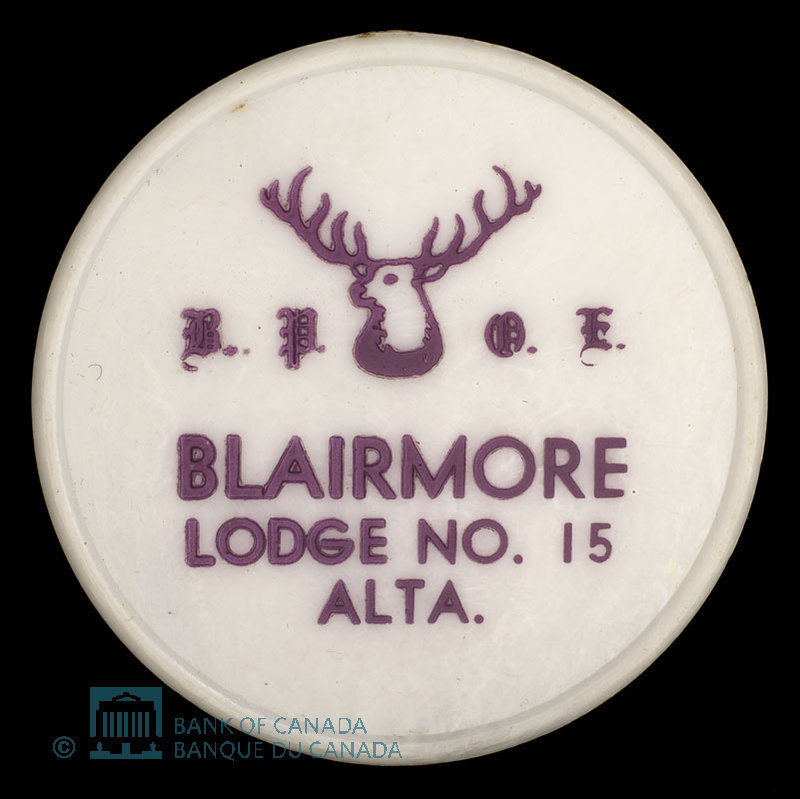 B. P. O. E.
BLAIRMORE
LODGE NO. 15
ALTA.
© BANK OF CANADA
BANQUE DU CANADA